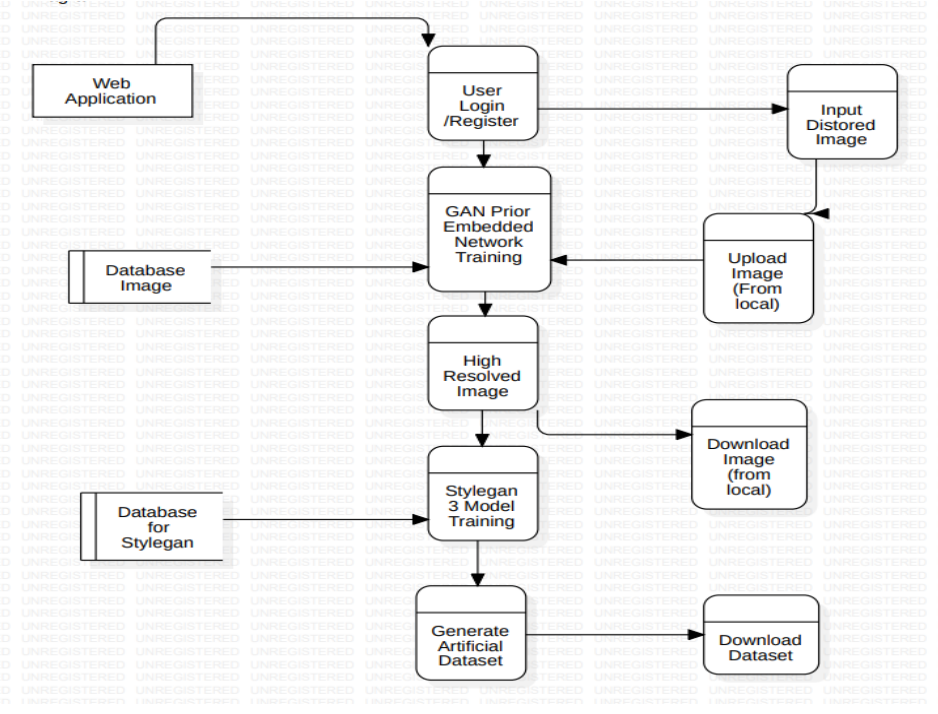 Web
Application
User
Login
/Register
Input
Distored
Image
GAN Prior
Embedded
Network
Training
Database
Image
Upload
Image
(From
local)
High
Resolved
Image
Download
Image
(from
local)
Stylegan
3 Model
Training
Database
for
Stylegan
Generate
Artificial
Dataset
Download
Dataset
UNREGISTERED